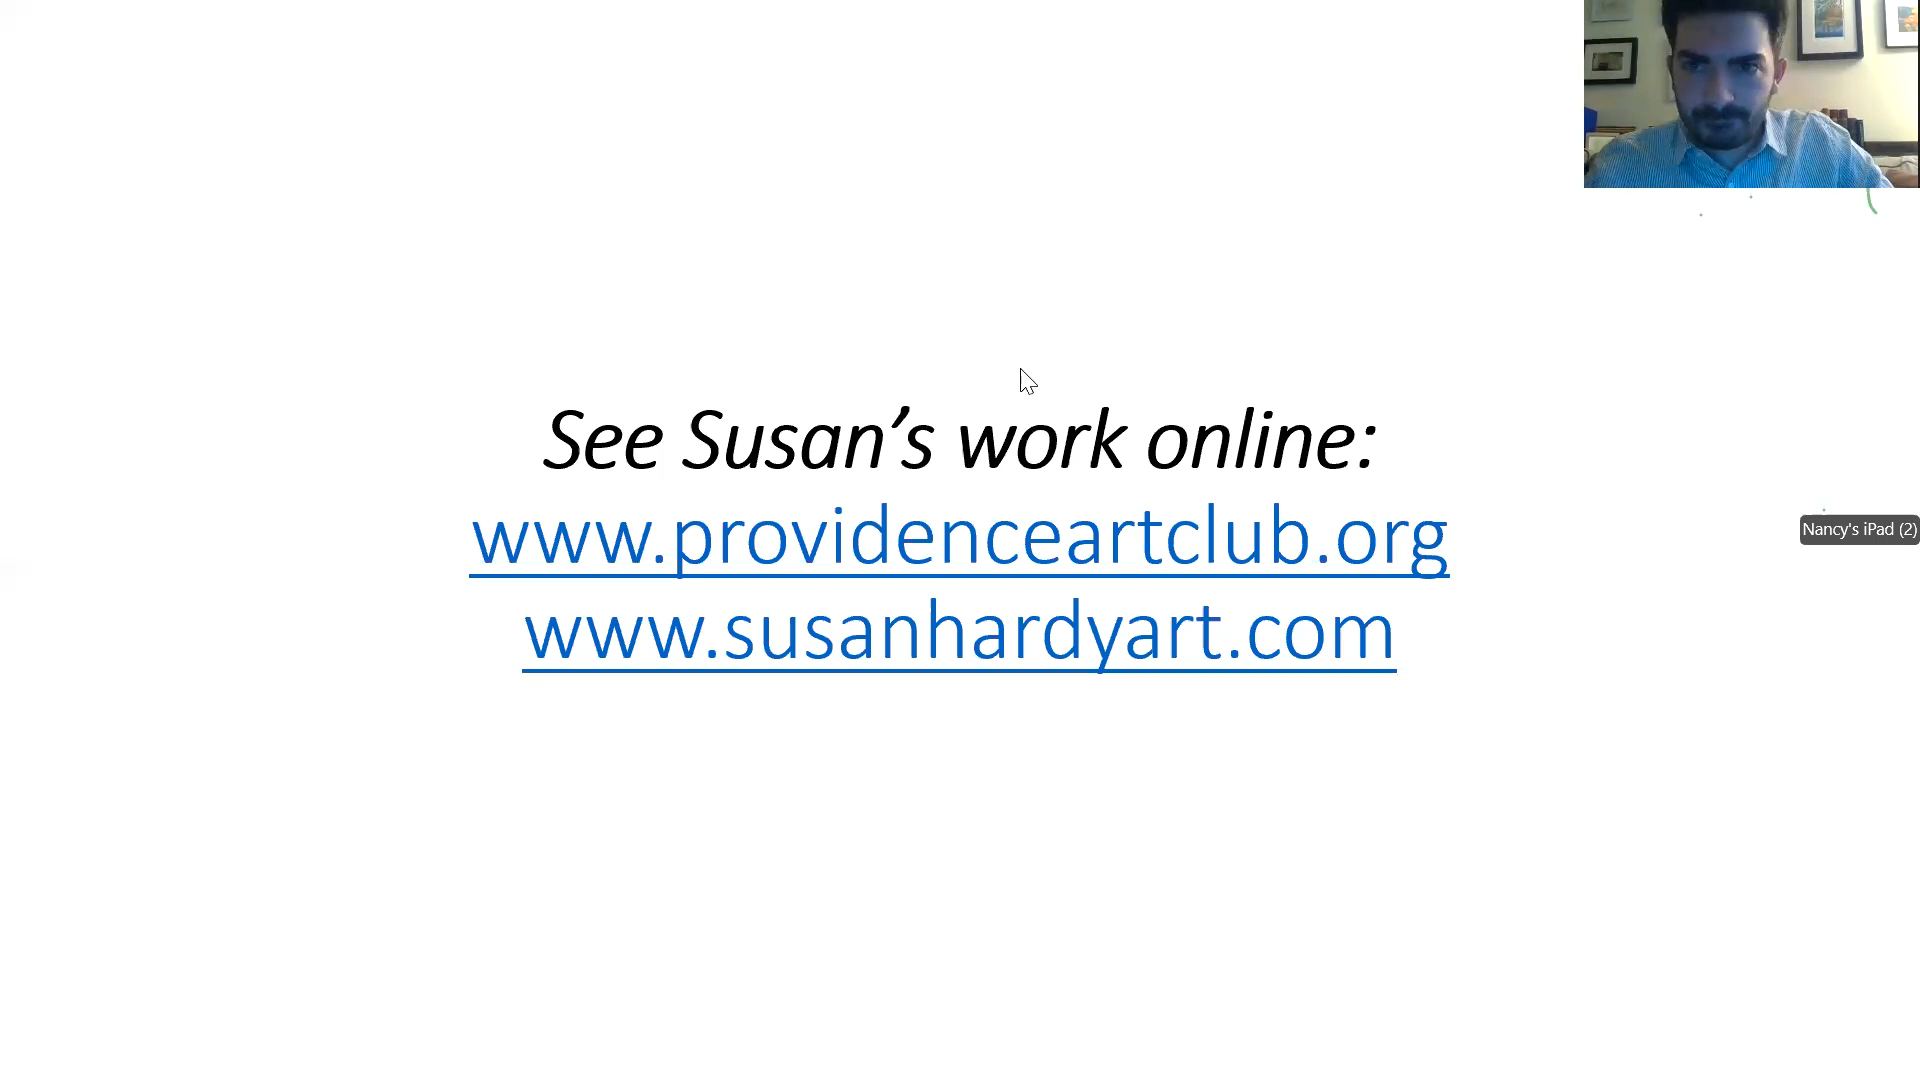 See Susan’s work online:
www.providenceartclub.org
www.susanhardyart.com
Nancy's iPad (2)